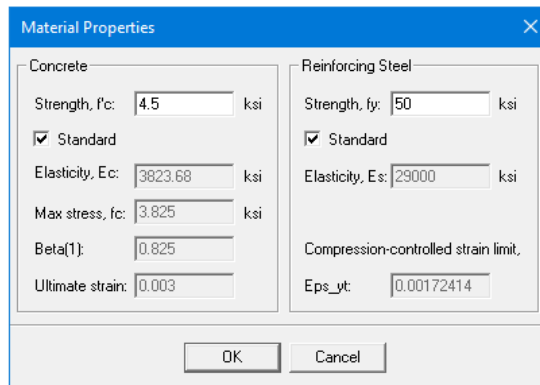 Material Properties
Concrete
Strength, f'c: 4.5 ksi
Standard
Elasticity, Ec: 3823.68 ksi
Max stress, fc: 3.825 ksi
Beta(1): 0.825
Ultimate strain: 0.003
Reinforcing Steel
Strength, fy: 50 ksi
Standard
Elasticity, Es: 29000 ksi
Compression-controlled strain limit,
Eps_yt: 0.00172414
OK Cancel